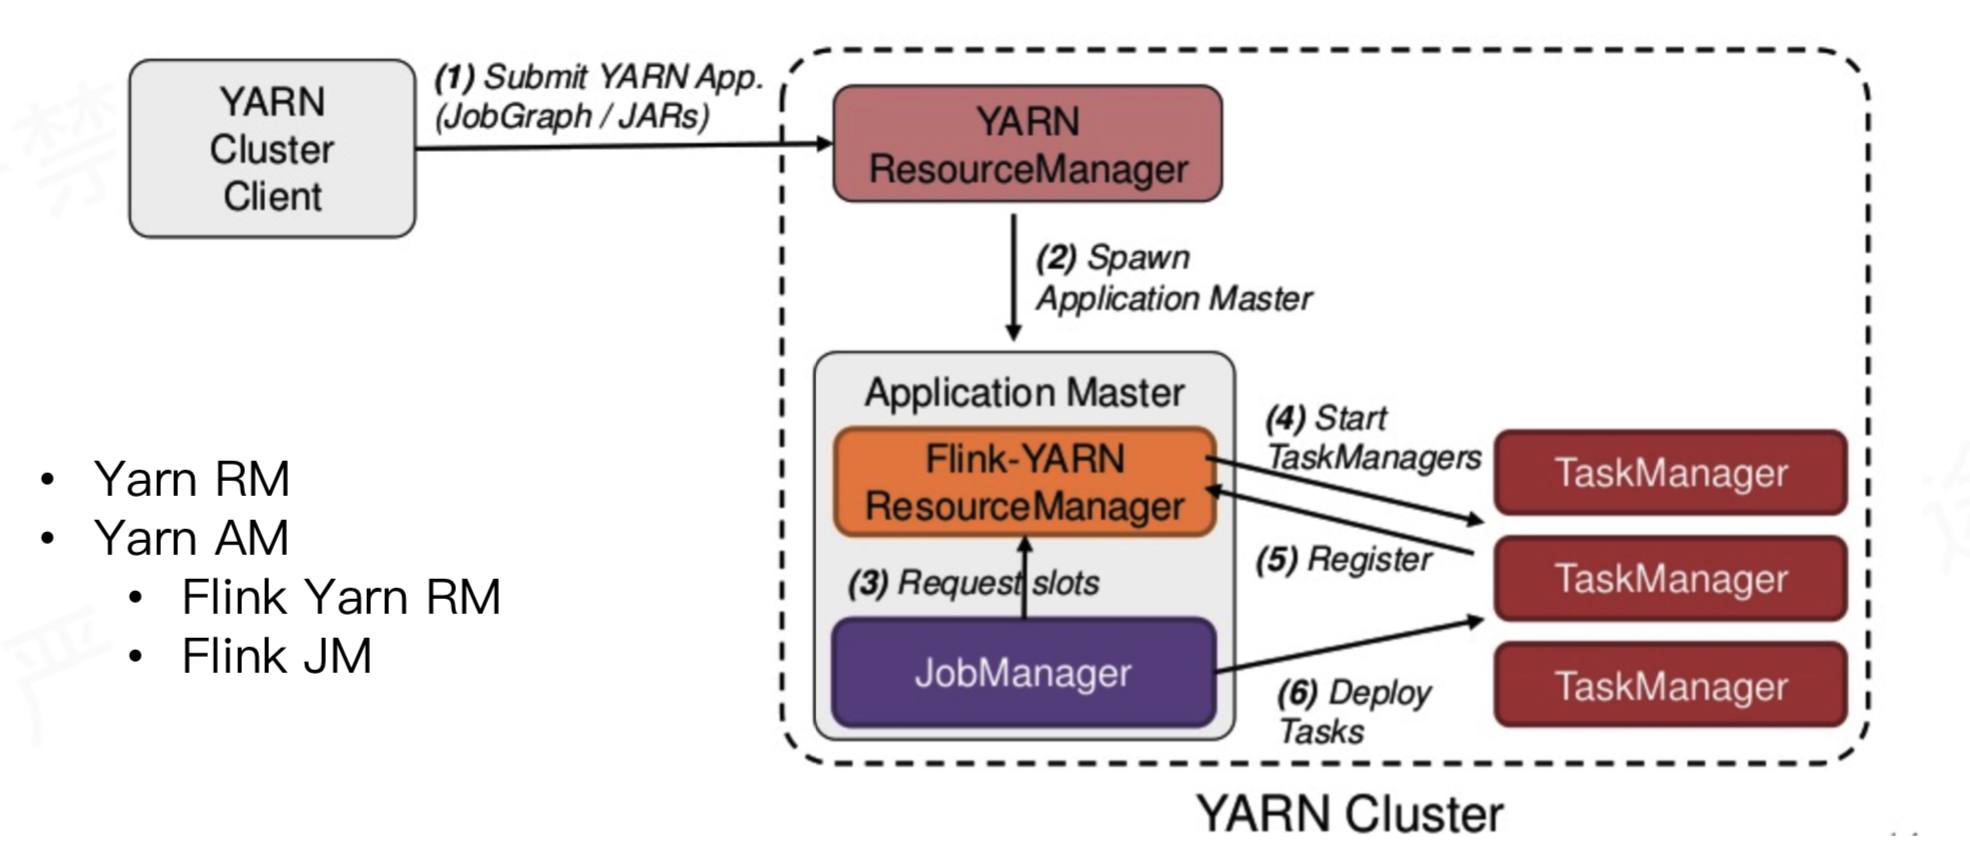 YARN
Cluster
Client
(1) Submit YARN App.
(JobGraph / JARs)
YARN
ResourceManager
(2) Spawn
Application Master
Application Master
Flink-YARN
ResourceManager
(3) Request slots
JobManager
(4) Start
TaskManagers
(5) Register
(6) Deploy
Tasks
TaskManager
TaskManager
TaskManager
YARN Cluster
• Yarn RM
• Yarn AM
• Flink Yarn RM
• Flink JM
禁
严